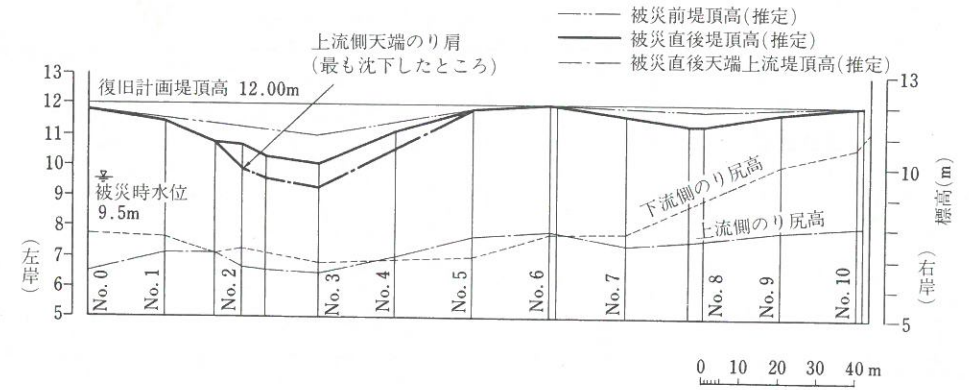 被災前堤頂高(推定)
被災直後堤頂高(推定)
被災直後天端上流堤頂高(推定)
上流側天端のり肩
(最も沈下したところ)
復旧計画堤頂高 12.00m
13
12
11
10
9
8
7
6
5
被災時水位
9.5m
(左岸)
下流側のり尻高
上流側のり尻高
No. 0
No. 1
No. 2
No. 3
No. 4
No. 5
No. 6
No. 7
No. 8
No. 9
No. 10
13
10
5
標高(m)
(右岸)
0 10 20 30 40 m